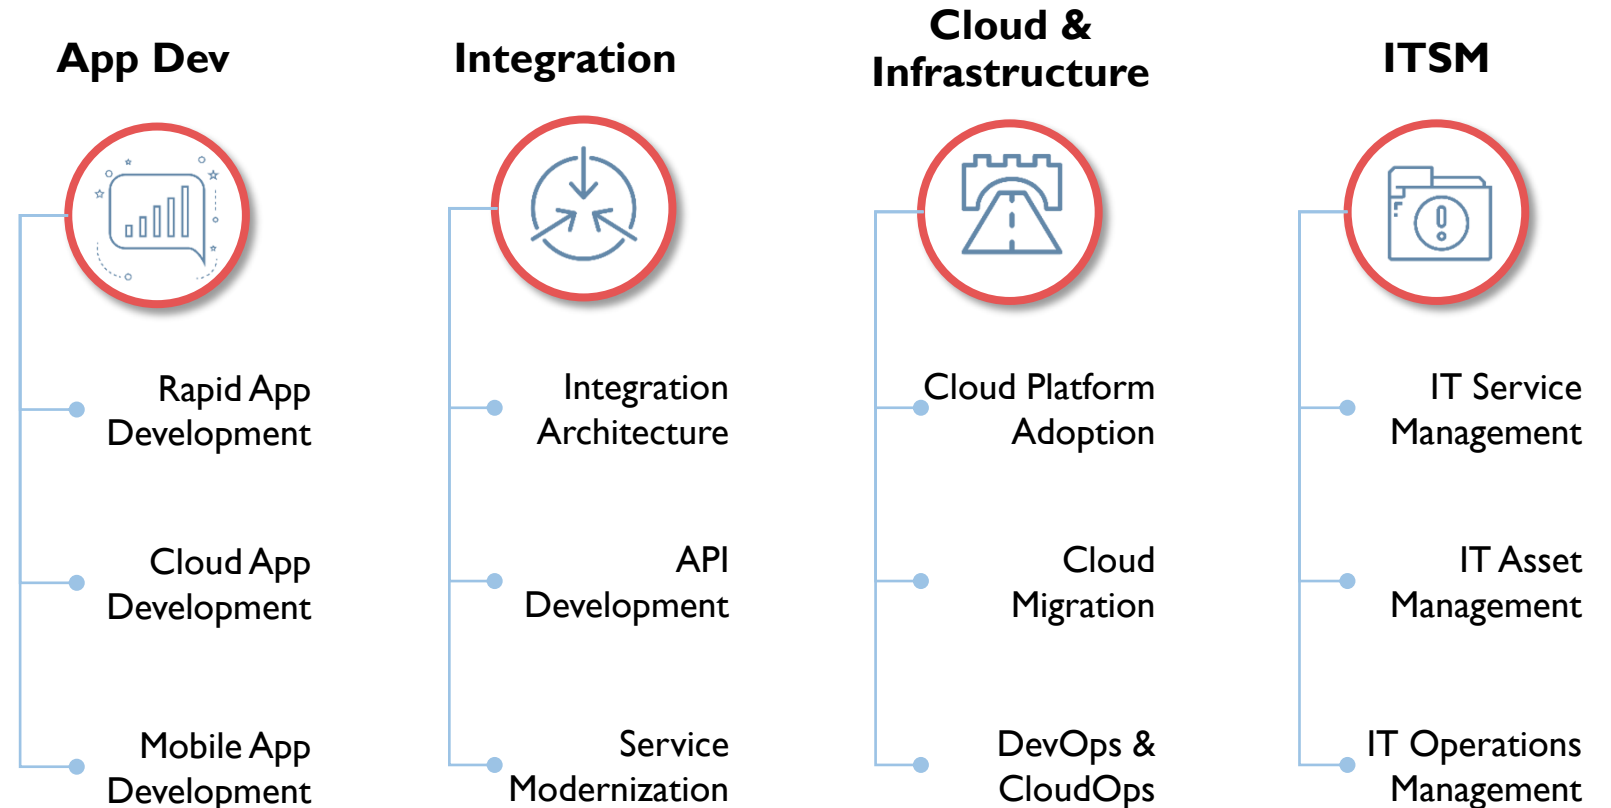 App Dev
Rapid App
Development
Cloud App
Development
Mobile App
Development
Integration
Integration
Architecture
API
Development
Service
Modernization
Cloud &
Infrastructure
Cloud Platform
Adoption
Cloud
Migration
DevOps &
CloudOps
ITSM
IT Service
Management
IT Asset
Management
IT Operations
Management